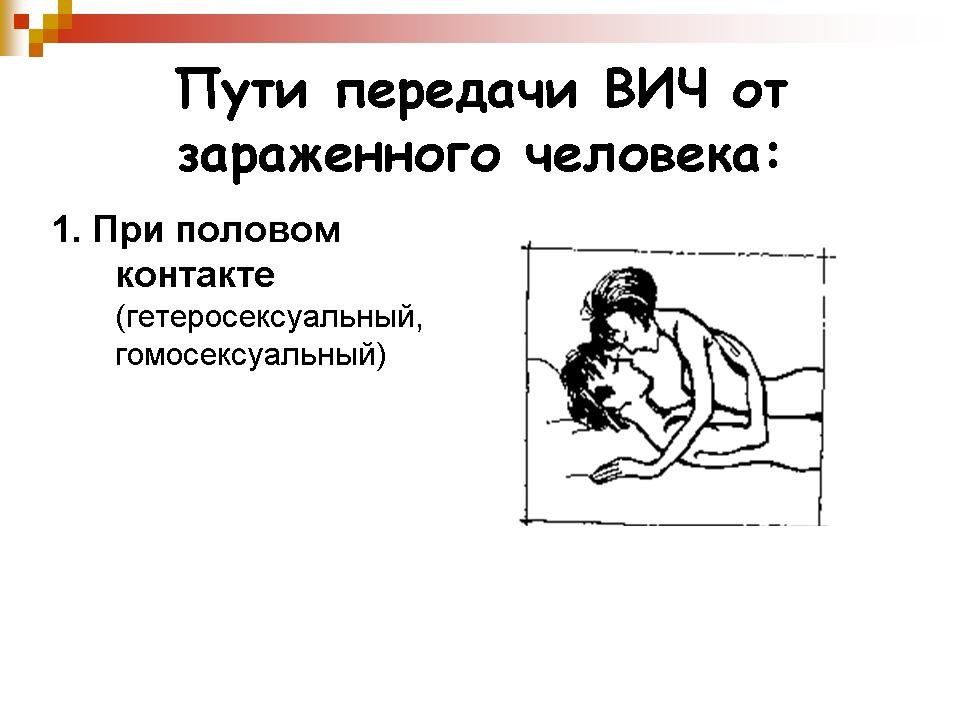 Пути передачи ВИЧ от
зараженного человека:
1. При половом
контакте
(гетеросексуальный,
гомосексуальный)